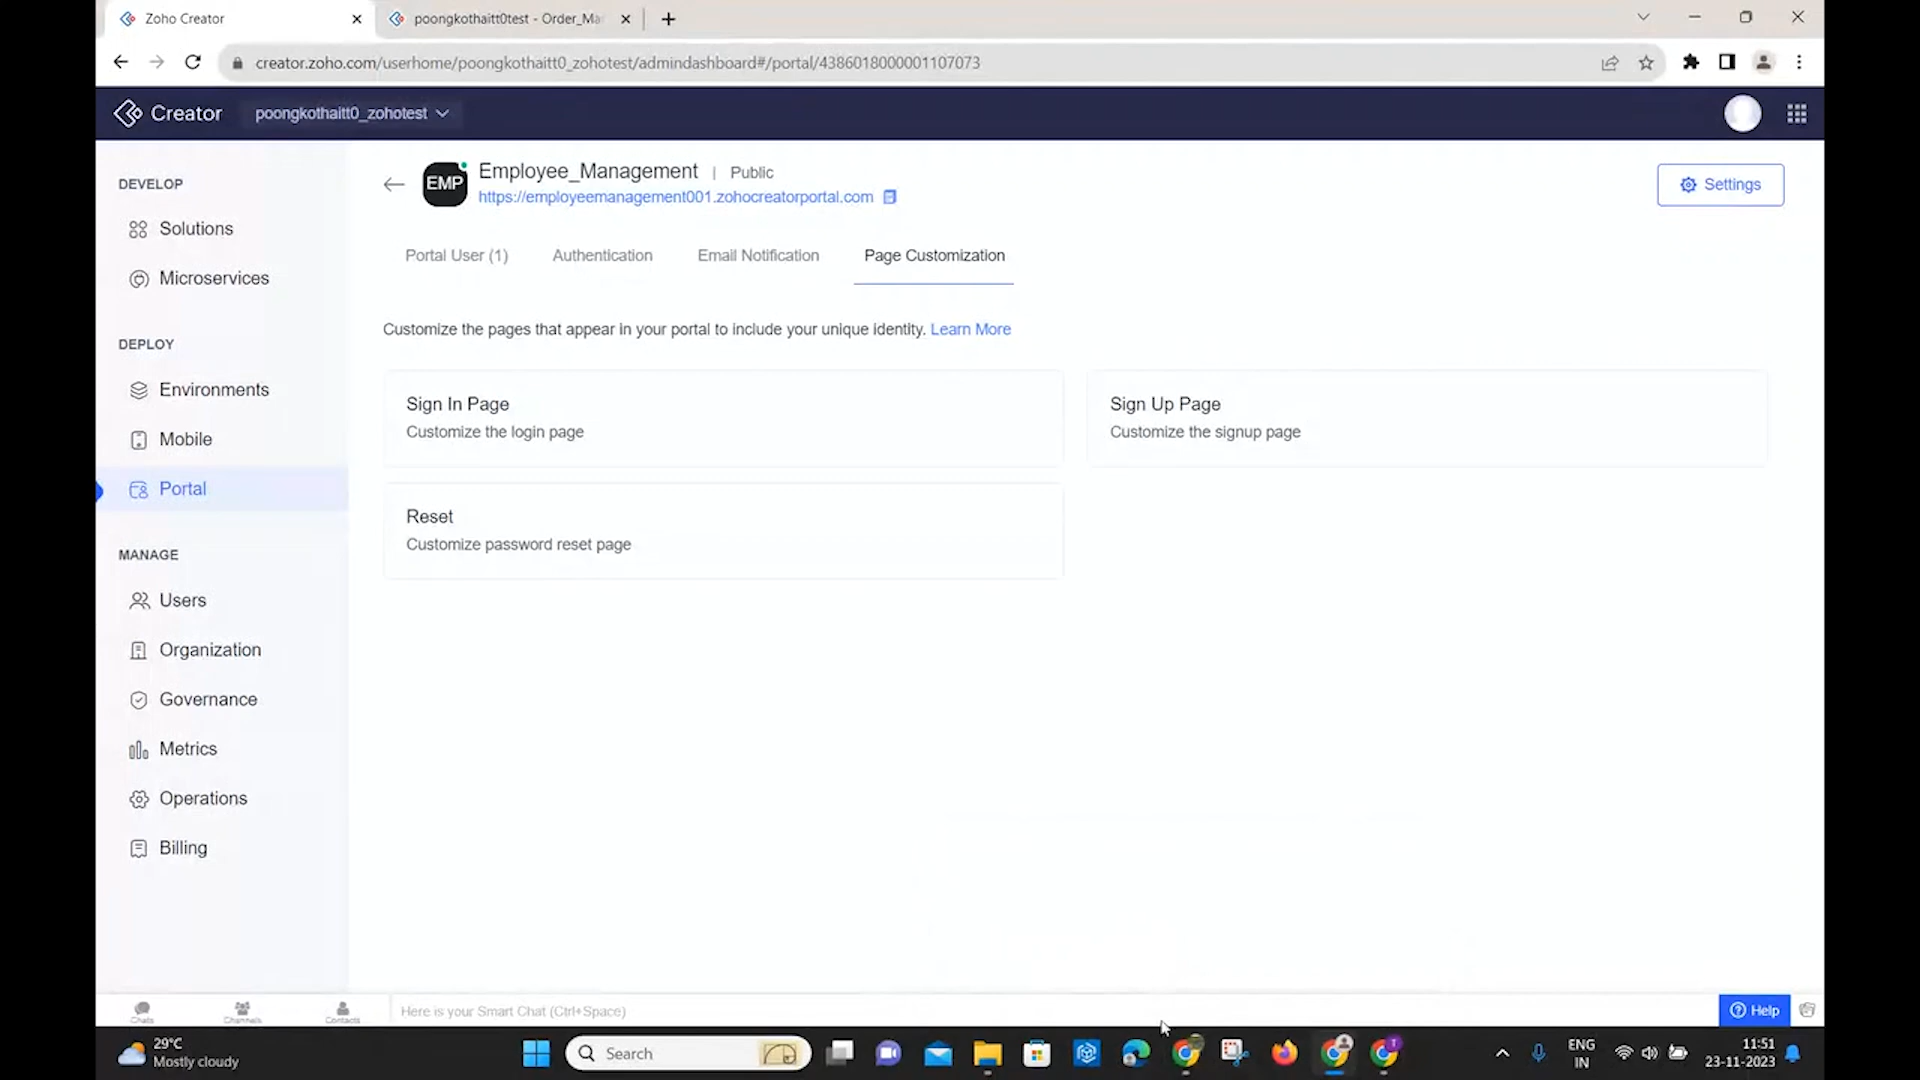 Zoho Creator
poongkothaitt0test - Order_Ma
creator.zoho.com/userhome/poongkothaitt0_zohotest/admindashboard#/portal/4386018000001107073
Creator
poongkothaitt0_zohotest
DEVELOP
Solutions
Microservices
DEPLOY
Environments
Mobile
Portal
MANAGE
Users
Organization
Governance
Metrics
Operations
Billing
EMP
Employee_Management | Public
https://employeemanagement001.zohocreatorportal.com
Settings
Portal User (1)
Authentication
Email Notification
Page Customization
Customize the pages that appear in your portal to include your unique identity. Learn More
Sign In Page
Customize the login page
Sign Up Page
Customize the signup page
Reset
Customize password reset page
Chats
Channels
Contacts
Here is your Smart Chat (Ctrl+Space)
Help
29°C
Mostly cloudy
Search
T
ENG
IN
11:51
23-11-2023